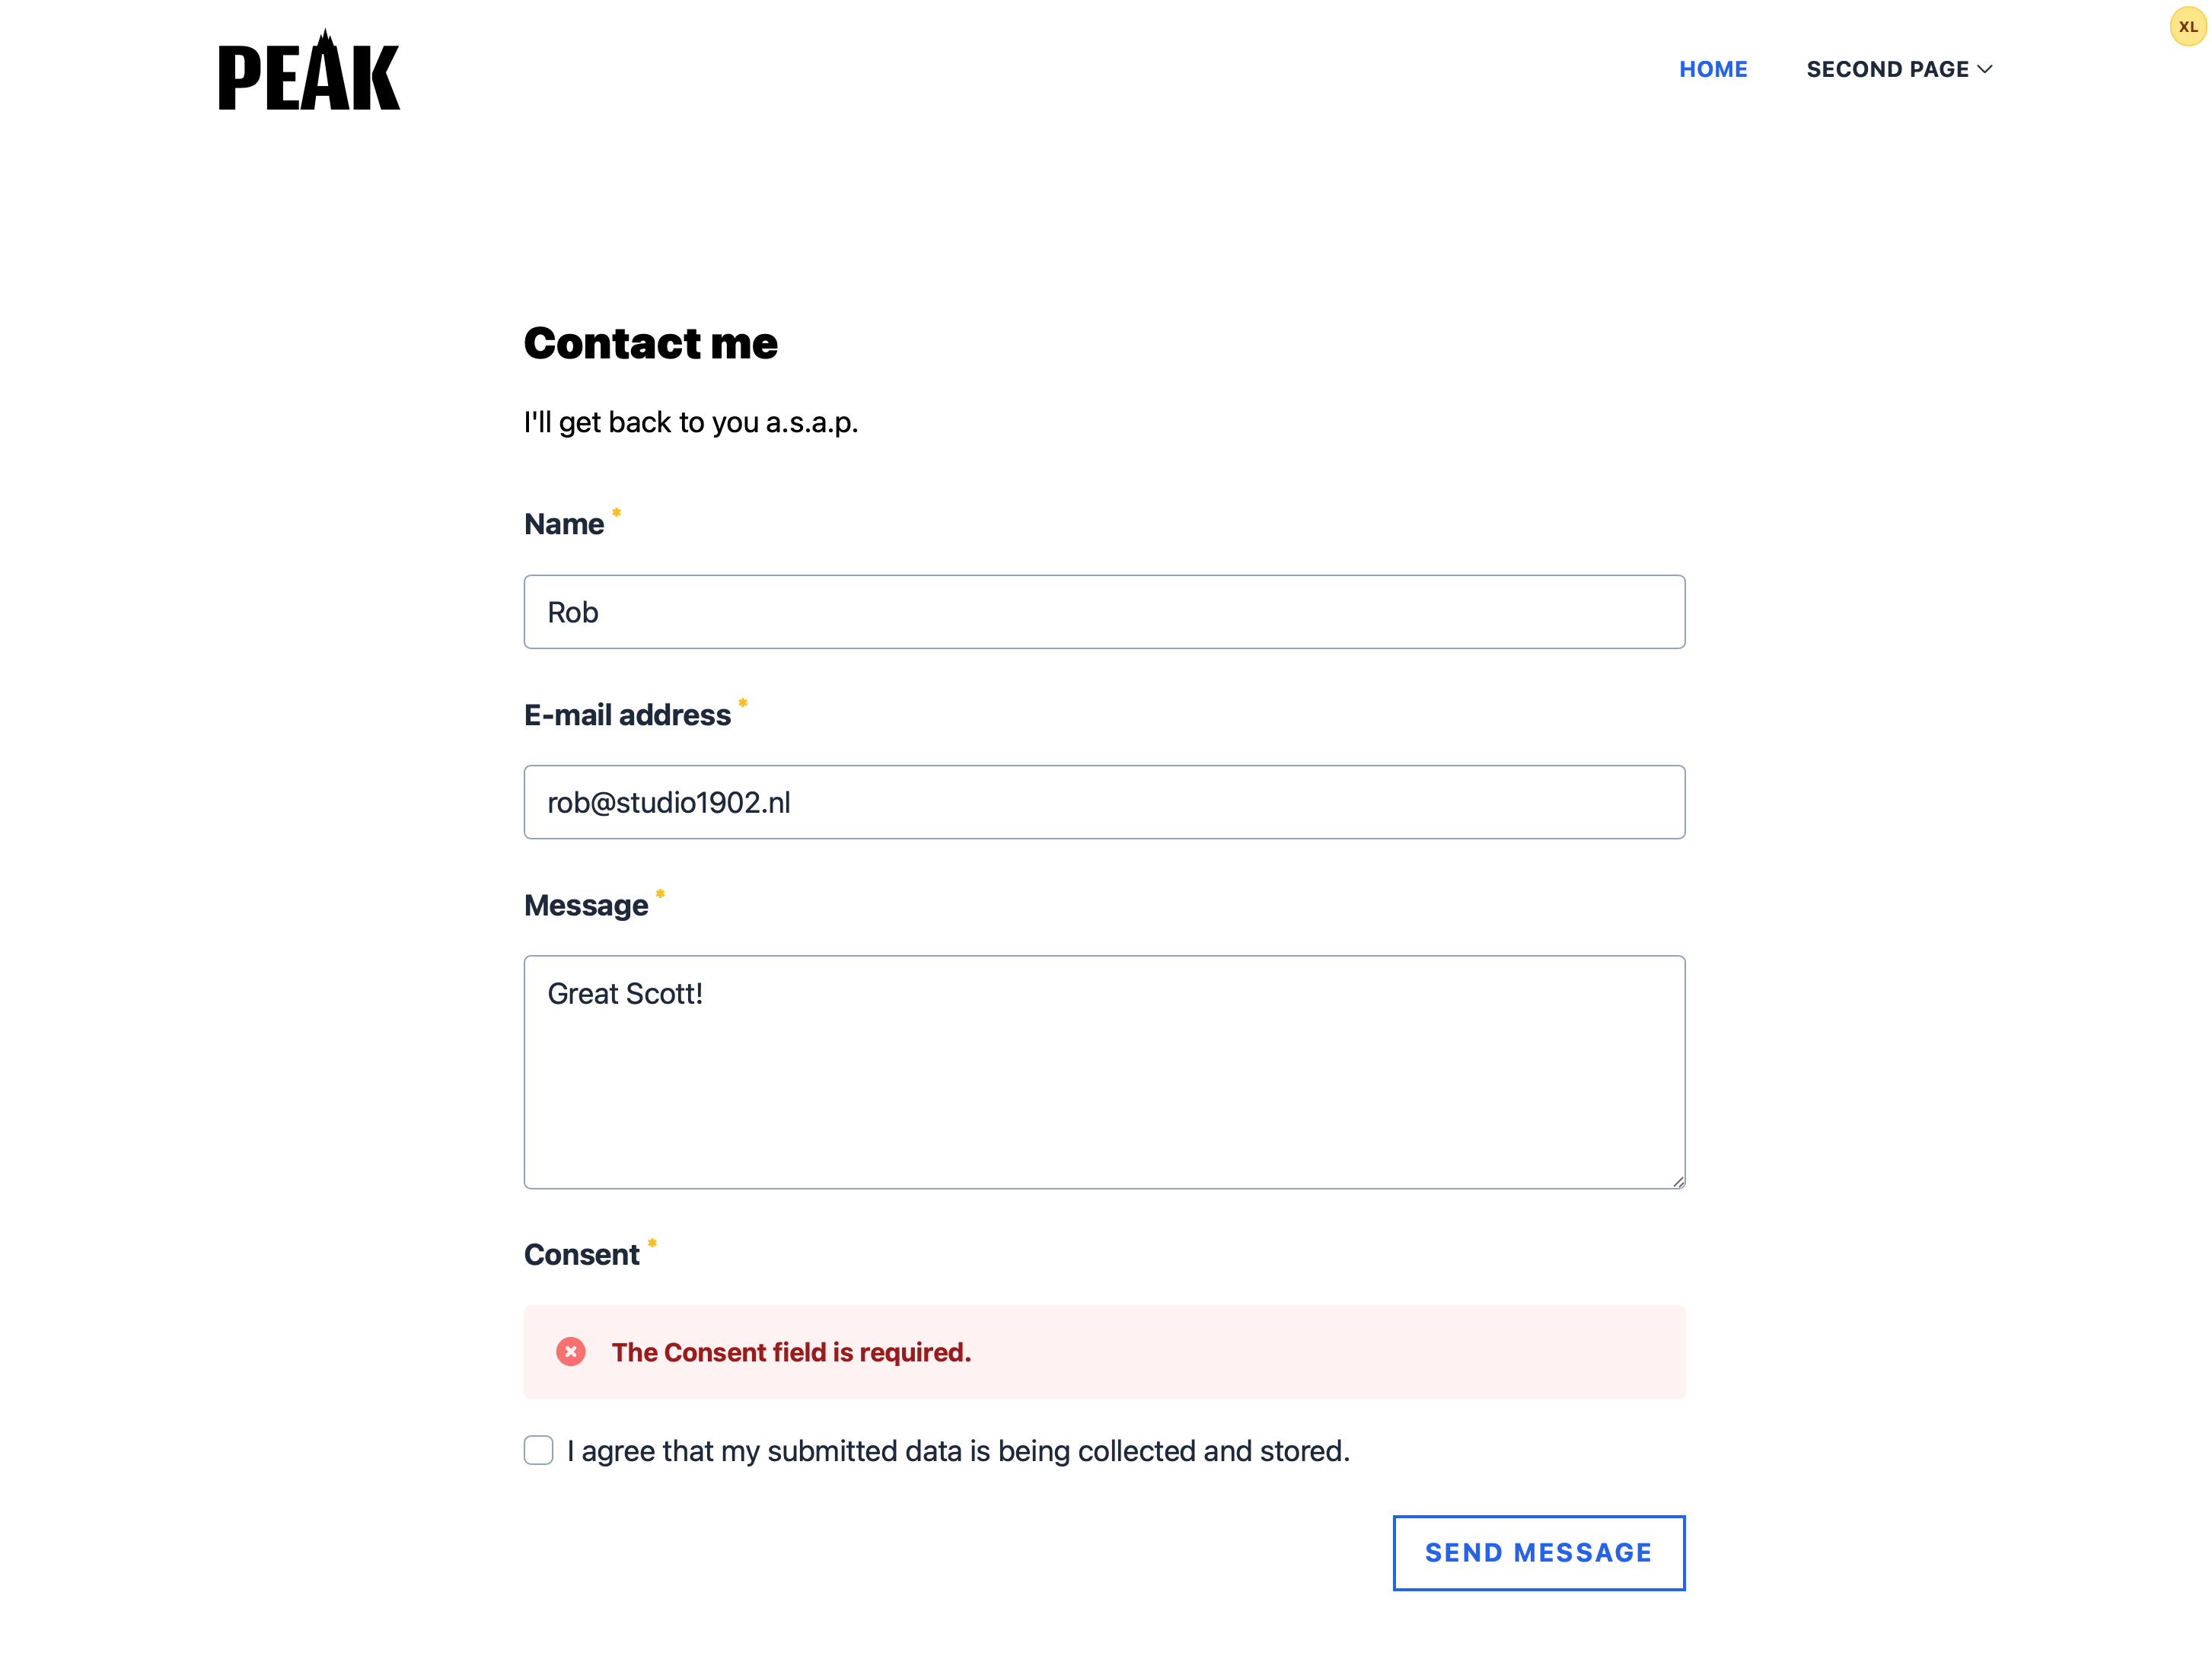 PEAK
HOME
SECOND PAGE
XL
Contact me
I'll get back to you a.s.a.p.
Name *
Rob
E-mail address *
rob@studio1902.nl
Message *
Great Scott!
Consent *
The Consent field is required.
I agree that my submitted data is being collected and stored.
SEND MESSAGE